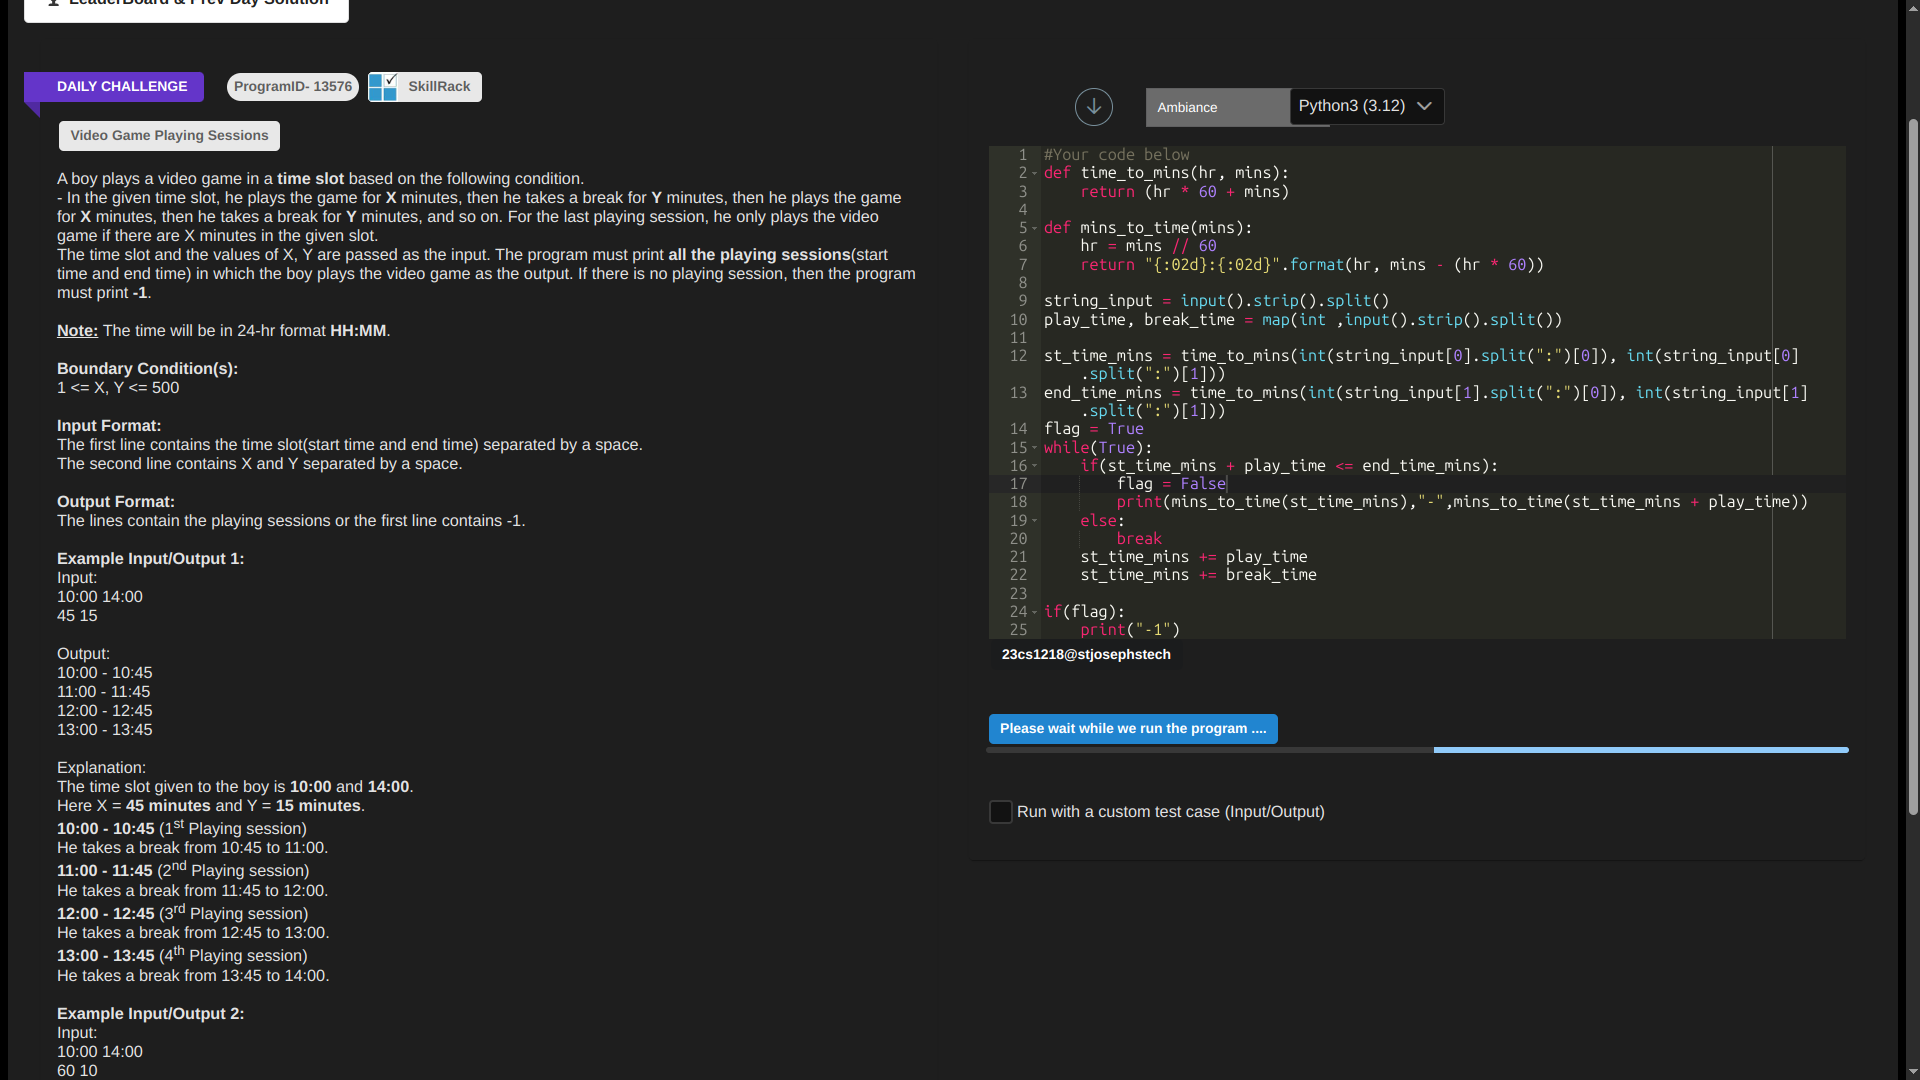 LeaderBoard & Prev Day Solution
DAILY CHALLENGE
ProgramID- 13576
SkillRack
Video Game Playing Sessions
A boy plays a video game in a time slot based on the following condition.
- In the given time slot, he plays the game for X minutes, then he takes a break for Y minutes, then he plays the game
for X minutes, then he takes a break for Y minutes, and so on. For the last playing session, he only plays the video
game if there are X minutes in the given slot.
The time slot and the values of X, Y are passed as the input. The program must print all the playing sessions(start
time and end time) in which the boy plays the video game as the output. If there is no playing session, then the program
must print -1.
Note: The time will be in 24-hr format HH:MM.
Boundary Condition(s):
1 <= X, Y <= 500
Input Format:
The first line contains the time slot(start time and end time) separated by a space.
The second line contains X and Y separated by a space.
Output Format:
The lines contain the playing sessions or the first line contains -1.
Example Input/Output 1:
Input:
10:00 14:00
45 15
Output:
10:00 - 10:45
11:00 - 11:45
12:00 - 12:45
13:00 - 13:45
Explanation:
The time slot given to the boy is 10:00 and 14:00.
Here X = 45 minutes and Y = 15 minutes.
10:00 - 10:45 (1st Playing session)
He takes a break from 10:45 to 11:00.
11:00 - 11:45 (2nd Playing session)
He takes a break from 11:45 to 12:00.
12:00 - 12:45 (3rd Playing session)
He takes a break from 12:45 to 13:00.
13:00 - 13:45 (4th Playing session)
He takes a break from 13:45 to 14:00.
Example Input/Output 2:
Input:
10:00 14:00
60 10
Ambiance
Python3 (3.12)
1 #Your code below
2 def time_to_mins(hr, mins):
3     return (hr * 60 + mins)
4
5 def mins_to_time(mins):
6     hr = mins // 60
7     return "{:02d}:{:02d}".format(hr, mins - (hr * 60))
8
9 string_input = input().strip().split()
10 play_time, break_time = map(int ,input().strip().split())
11
12 st_time_mins = time_to_mins(int(string_input[0].split(":")[0]), int(string_input[0]
.split(":")[1]))
13 end_time_mins = time_to_mins(int(string_input[1].split(":")[0]), int(string_input[1]
.split(":")[1]))
14 flag = True
15 while(True):
16     if(st_time_mins + play_time <= end_time_mins):
17         flag = False
18         print(mins_to_time(st_time_mins),"-",mins_to_time(st_time_mins + play_time))
19     else:
20         break
21     st_time_mins += play_time
22     st_time_mins += break_time
23
24 if(flag):
25     print("-1")
23cs1218@stjosephstech
Please wait while we run the program ....
Run with a custom test case (Input/Output)